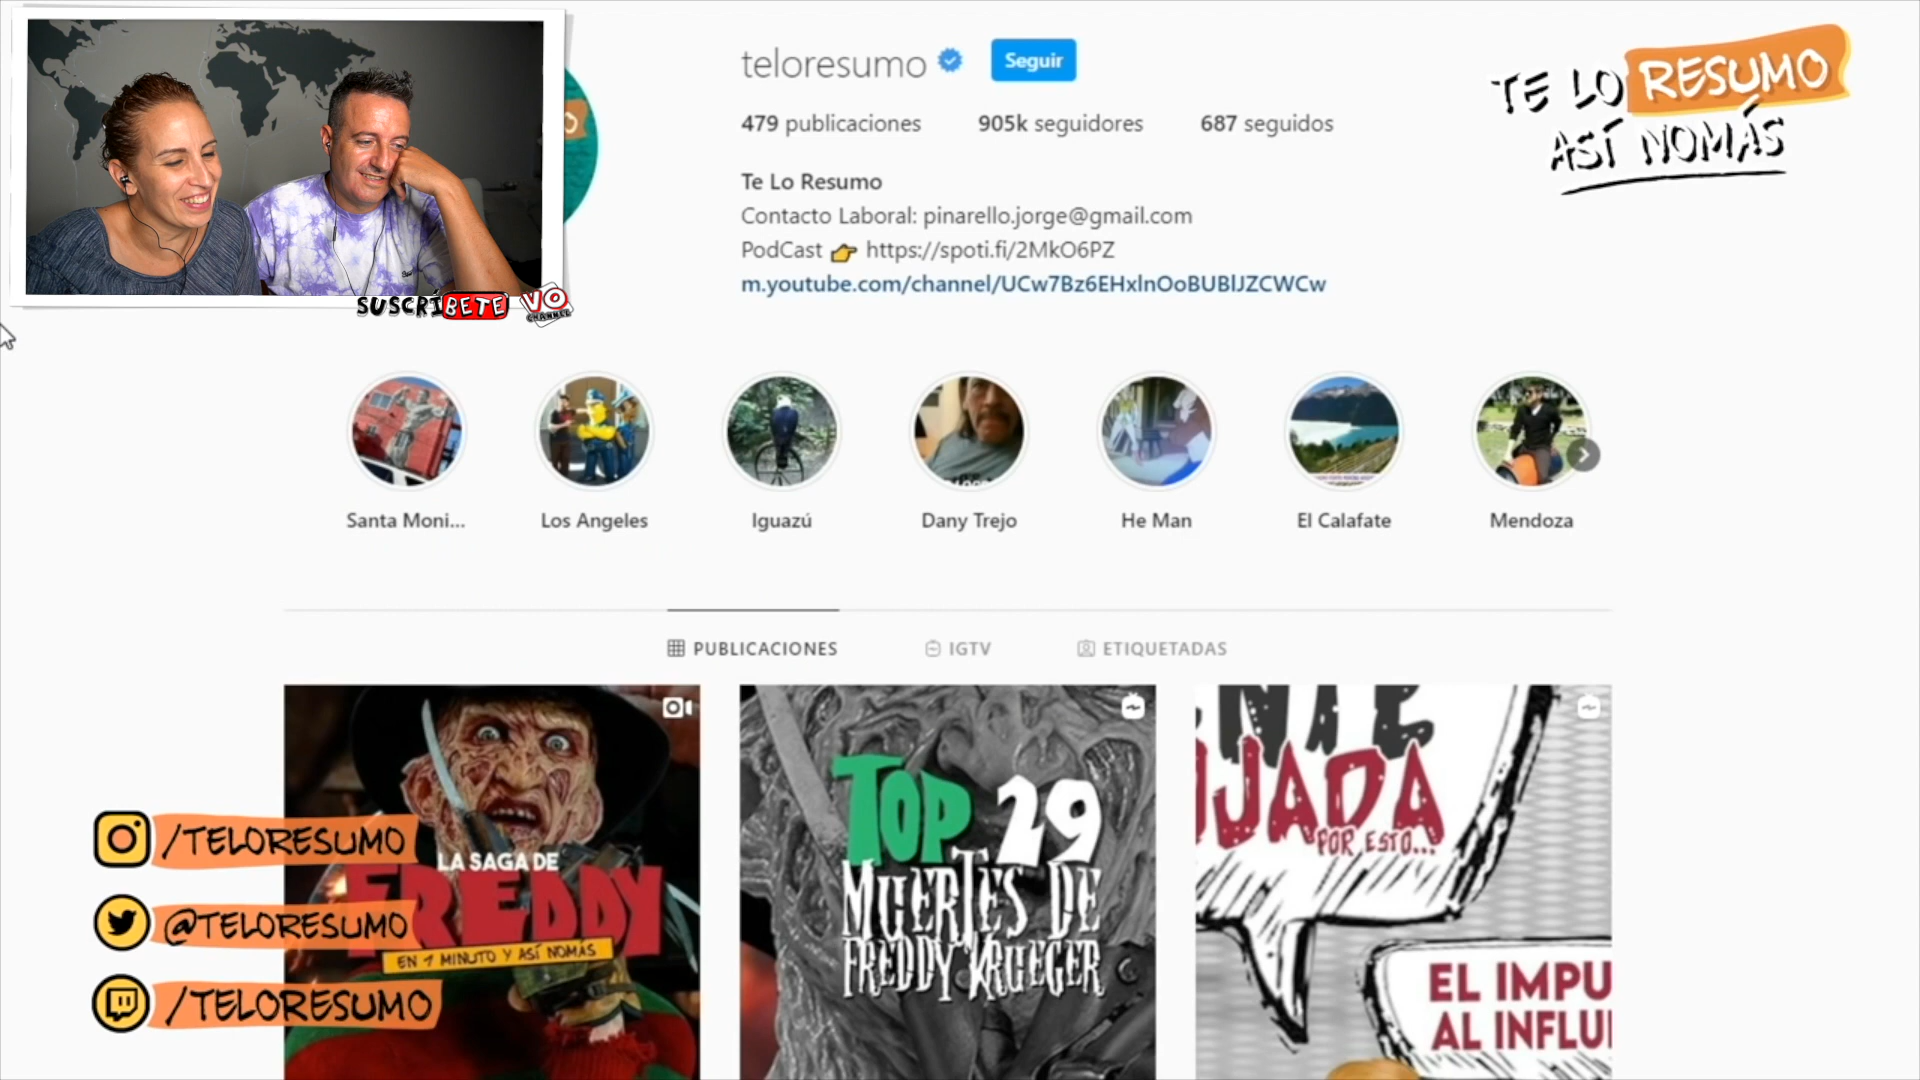 teloresumo
Seguir
479 publicaciones 905k seguidores 687 seguidos
Te Lo Resumo
Contacto Laboral: pinarello.jorge@gmail.com
PodCast 👉 https://spoti.fi/2MkO6PZ
m.youtube.com/channel/UCw7Bz6EHxlnOoBUBlJZCWCw
TE LO RESUMO
ASÍ NOMÁS
SUSCRÍBETE VO
CHANNEL
Santa Moni... Los Angeles Iguazú Dany Trejo He Man El Calafate Mendoza
PUBLICACIONES IGTV ETIQUETADAS
LA SAGA DE
FREDDY
EN 1 MINUTO Y ASÍ NOMÁS
TOP 29
MUERTES DE
FREDDY KRUEGER
NTE
JADA
POR ESTO...
EL IMPU
AL INFLU
/TELORESUMO
@TELORESUMO
/TELORESUMO